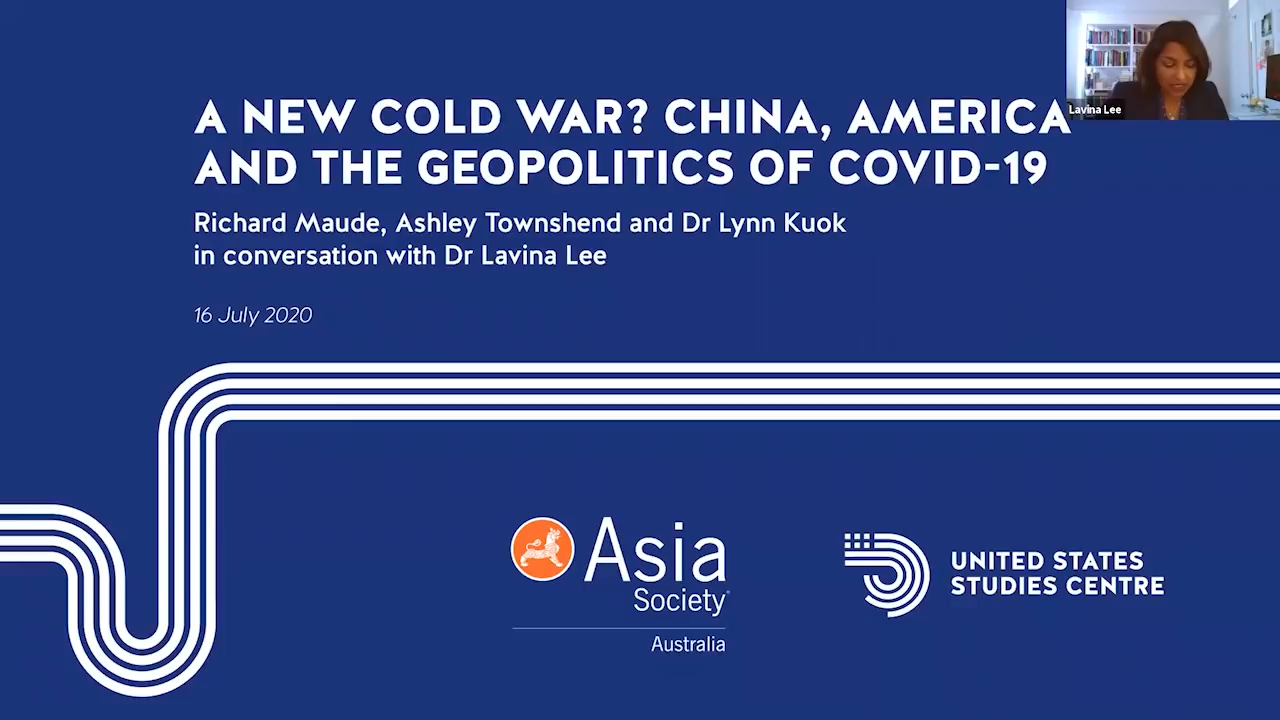 A NEW COLD WAR? CHINA, AMERICA
AND THE GEOPOLITICS OF COVID-19
Richard Maude, Ashley Townshend and Dr Lynn Kuok
in conversation with Dr Lavina Lee
16 July 2020
Lavina Lee
Asia
Society
Australia
UNITED STATES
STUDIES CENTRE